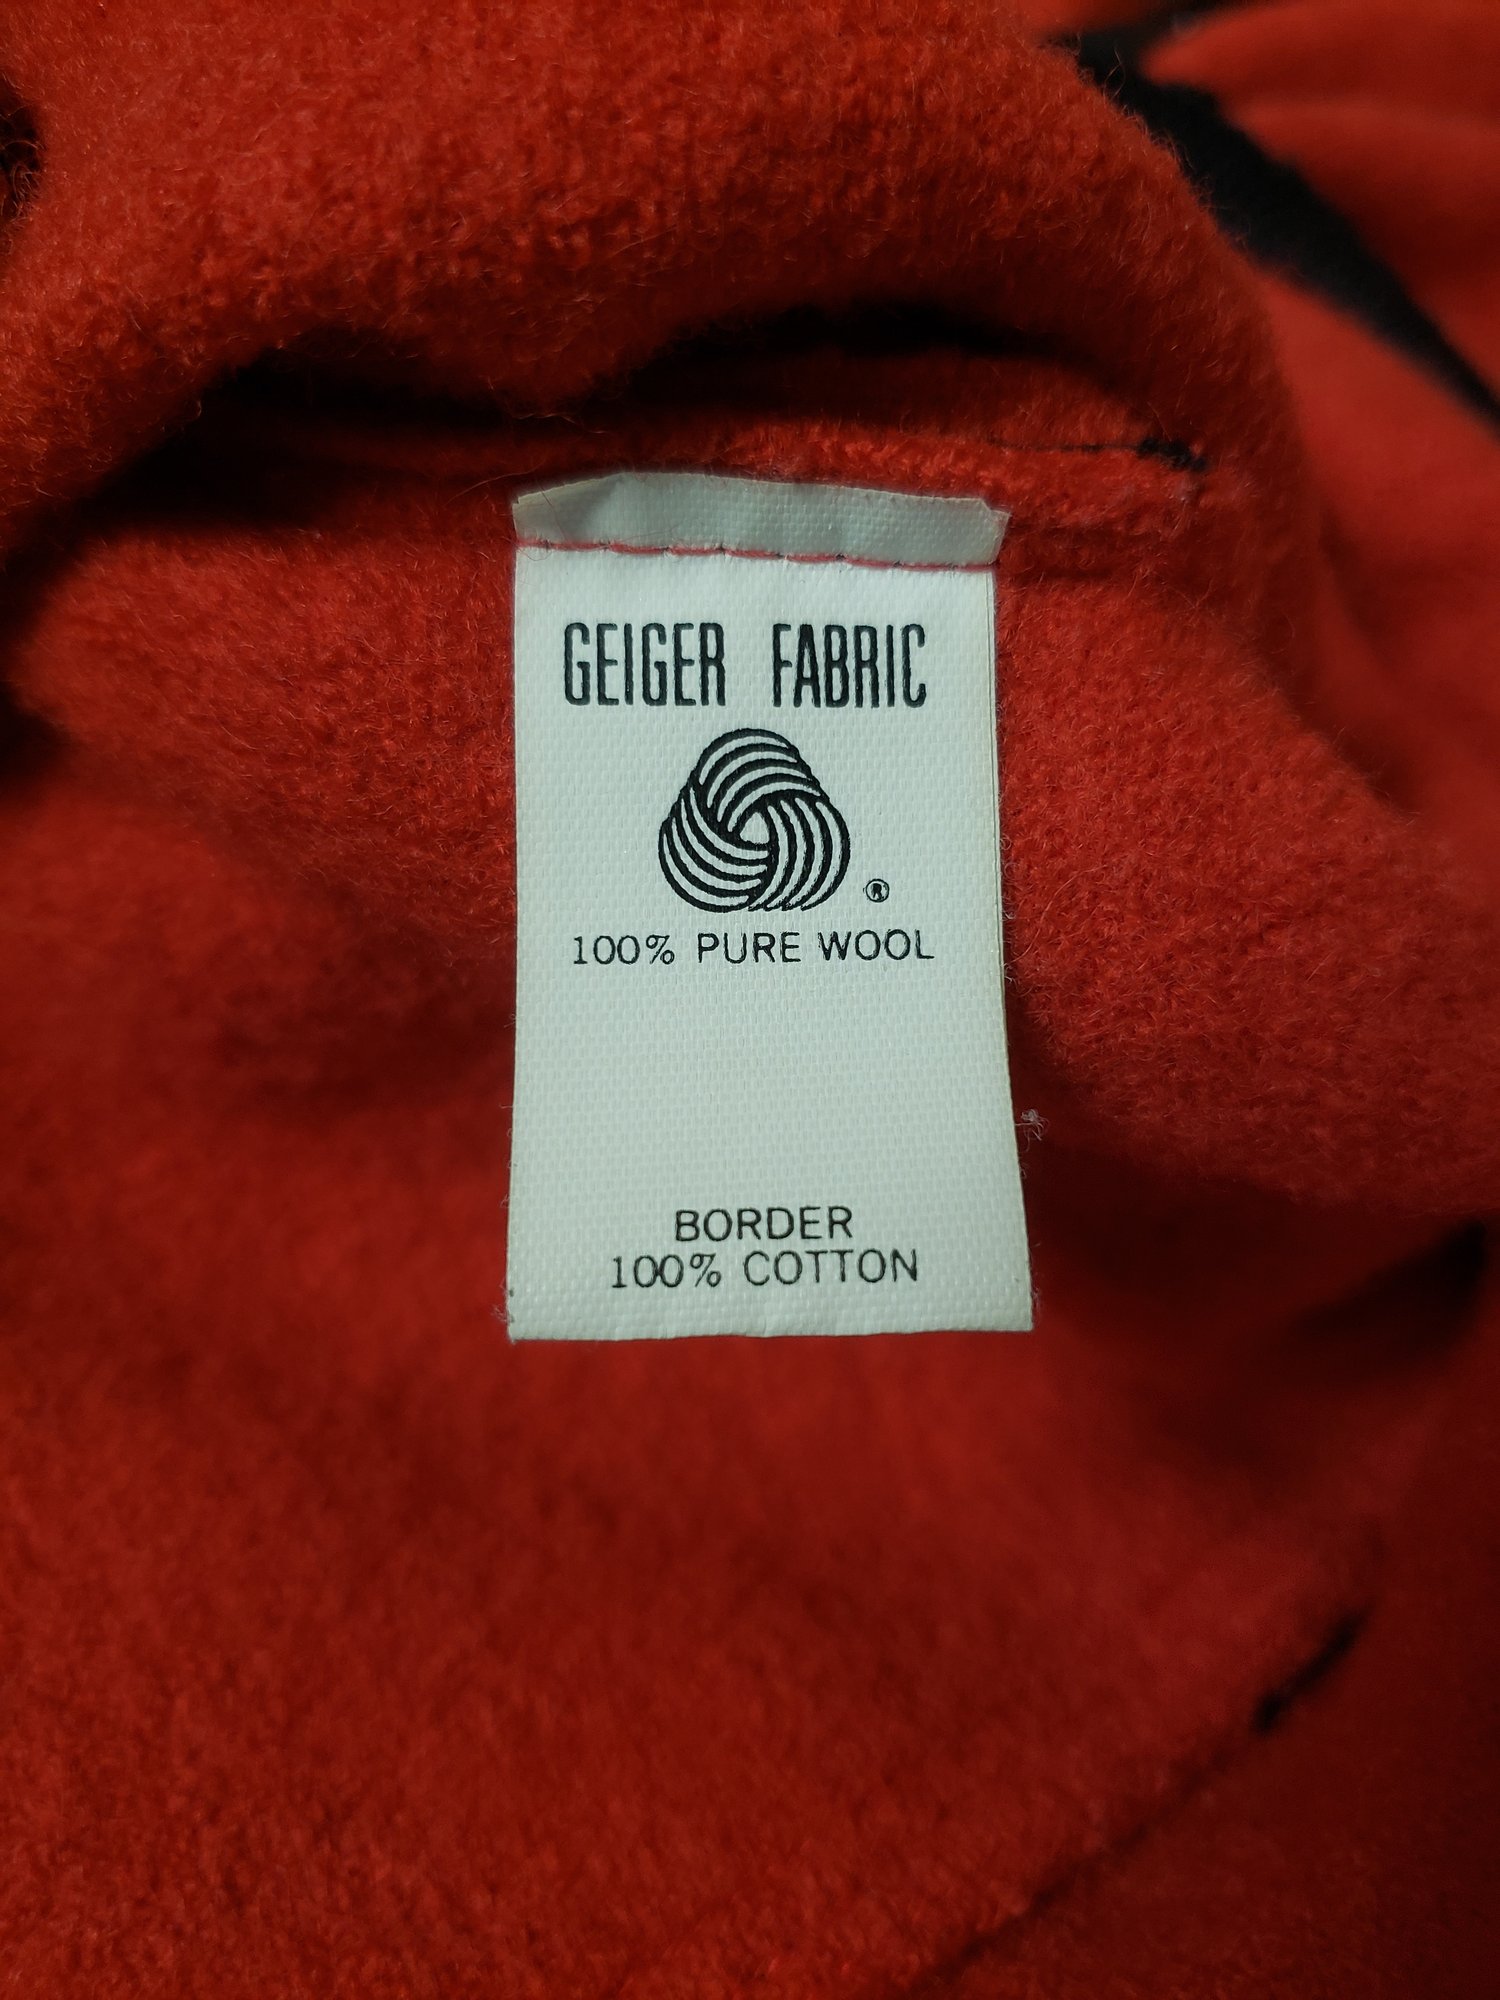 GEIGER FABRIC
®
100% PURE WOOL
BORDER
100% COTTON